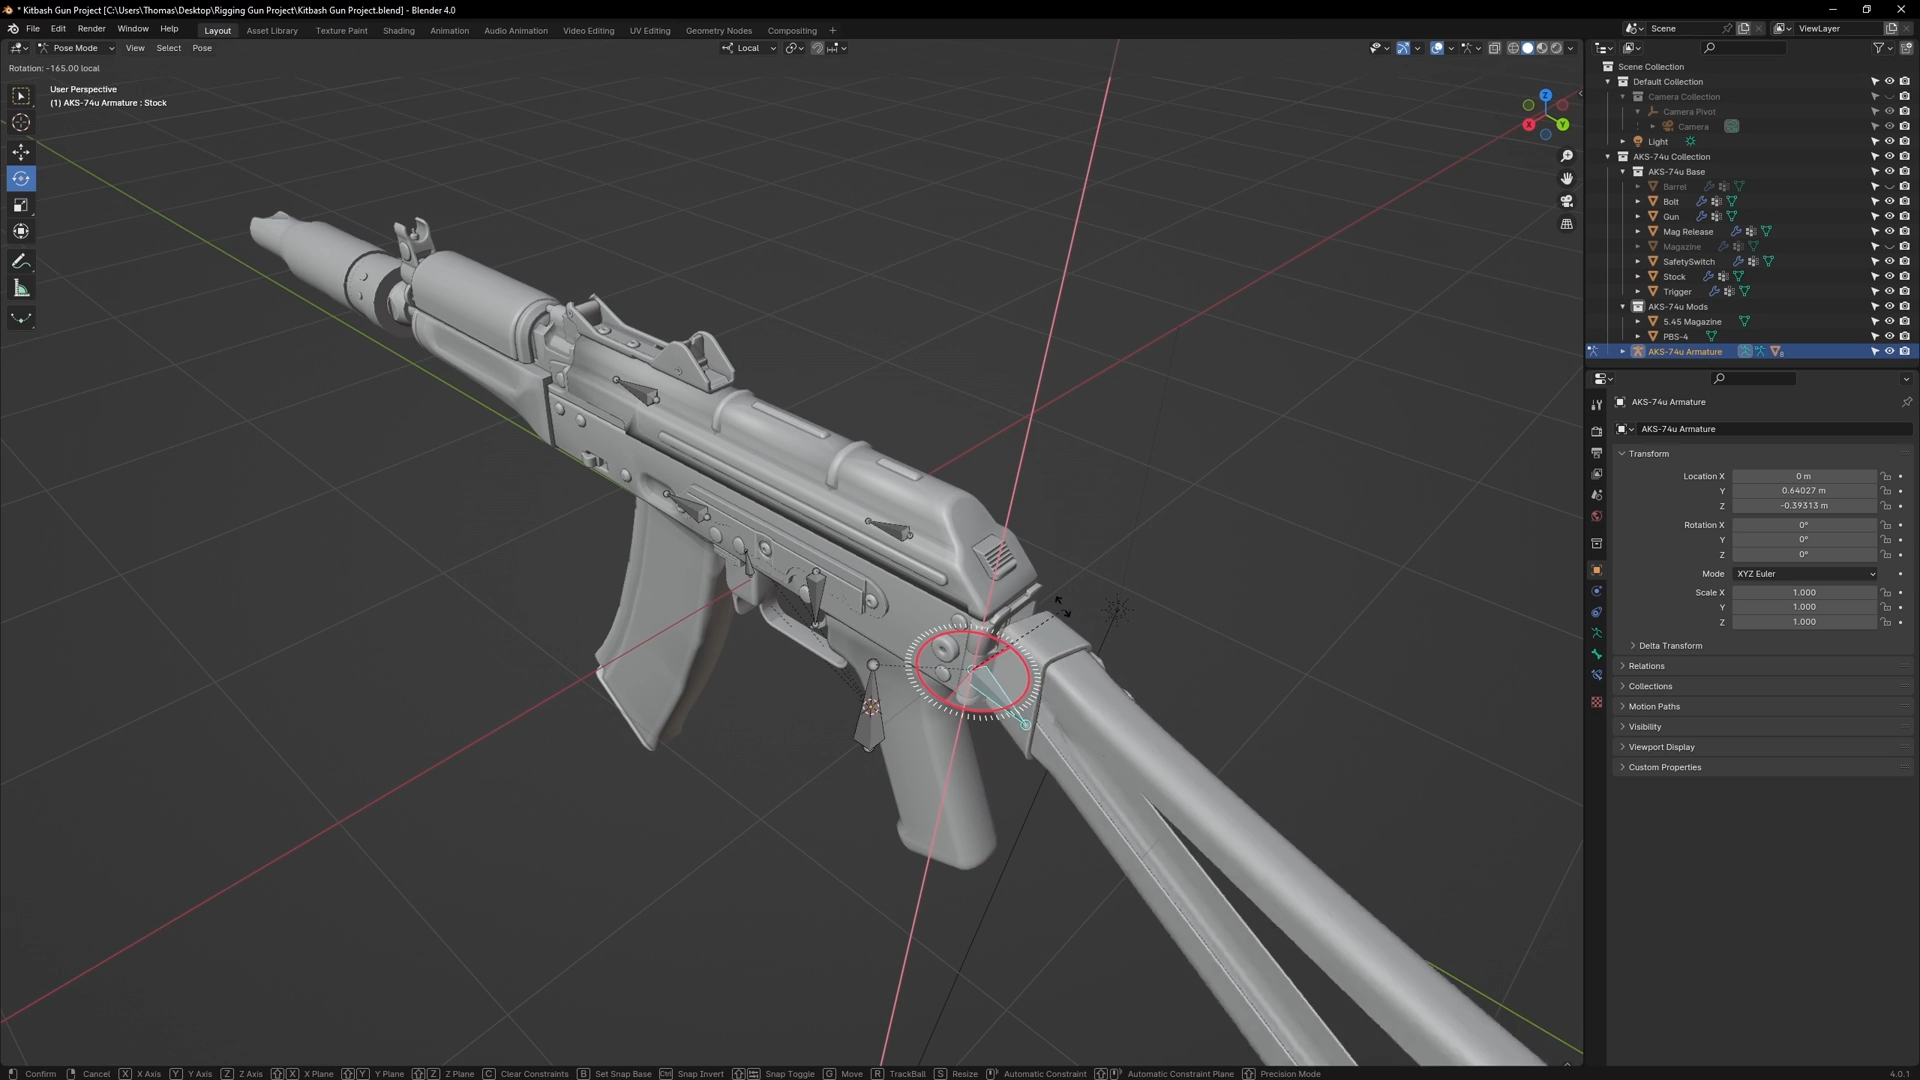 * Kitbash Gun Project [C:\Users\Thomas\Desktop\Rigging Gun Project\Kitbash Gun Project.blend] - Blender 4.0
File Edit Render Window Help Layout Asset Library Texture Paint Shading Animation Audio Animation Video Editing UV Editing Geometry Nodes Compositing + Scene ViewLayer
Pose Mode View Select Pose Local
Rotation: -165.00 local
User Perspective
(1) AKS-74u Armature : Stock
Z
X
Y
Scene Collection
Default Collection
Camera Collection
Camera Pivot
Camera
Light
AKS-74u Collection
AKS-74u Base
Barrel
Bolt
Gun
Mag Release
Magazine
SafetySwitch
Stock
Trigger
AKS-74u Mods
5.45 Magazine
PBS-4
AKS-74u Armature 8
AKS-74u Armature
AKS-74u Armature
Transform
Location X 0 m
Y 0.64027 m
Z -0.39313 m
Rotation X 0°
Y 0°
Z 0°
Mode XYZ Euler
Scale X 1.000
Y 1.000
Z 1.000
Delta Transform
Relations
Collections
Motion Paths
Visibility
Viewport Display
Custom Properties
Confirm Cancel X X Axis Y Y Axis Z Z Axis X X Plane Y Y Plane Z Z Plane C Clear Constraints B Set Snap Base Ctrl Snap Invert Snap Toggle G Move R TrackBall S Resize Automatic Constraint Automatic Constraint Plane Precision Mode 4.0.1